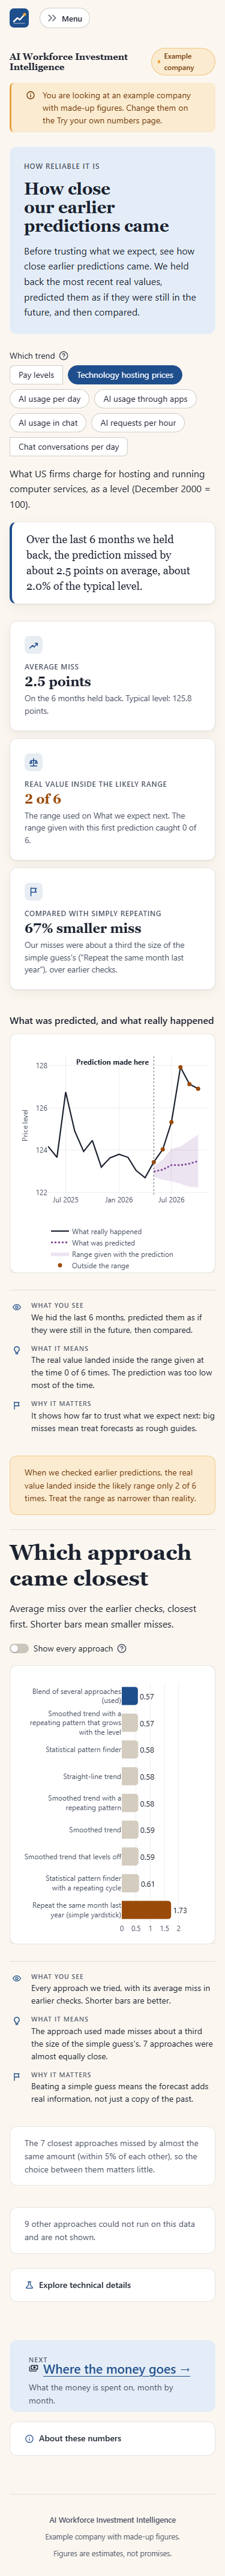 Menu
AI Workforce Investment
Intelligence
Example
company
You are looking at an example company
with made-up figures. Change them on
the Try your own numbers page.
HOW RELIABLE IT IS
How close
our earlier
predictions came
Before trusting what we expect, see how
close earlier predictions came. We held
back the most recent real values,
predicted them as if they were still in the
future, and then compared.
Which trend
Pay levels
Technology hosting prices
AI usage per day
AI usage through apps
AI usage in chat
AI requests per hour
Chat conversations per day
What US firms charge for hosting and running
computer services, as a level (December 2000 =
100).
Over the last 6 months we held
back, the prediction missed by
about 2.5 points on average, about
2.0% of the typical level.
AVERAGE MISS
2.5 points
On the 6 months held back. Typical level: 125.8
points.
REAL VALUE INSIDE THE LIKELY RANGE
2 of 6
The range used on What we expect next. The
range given with this first prediction caught 0 of
6.
COMPARED WITH SIMPLY REPEATING
67% smaller miss
Our misses were about a third the size of the
simple guess's ("Repeat the same month last
year"), over earlier checks.
What was predicted, and what really happened
Prediction made here
128
126
124
122
Price level
Jul 2025
Jan 2026
Jul 2026
What really happened
What was predicted
Range given with the prediction
Outside the range
WHAT YOU SEE
We hid the last 6 months, predicted them as if
they were still in the future, then compared.
WHAT IT MEANS
The real value landed inside the range given at
the time 0 of 6 times. The prediction was too low
most of the time.
WHY IT MATTERS
It shows how far to trust what we expect next: big
misses mean treat forecasts as rough guides.
When we checked earlier predictions, the real
value landed inside the likely range only 2 of 6
times. Treat the range as narrower than reality.
Which approach
came closest
Average miss over the earlier checks, closest
first. Shorter bars mean smaller misses.
Show every approach
Blend of several approaches
(used)
0.57
Smoothed trend with a
repeating pattern that grows
with the level
0.57
Statistical pattern finder
0.58
Straight-line trend
0.58
Smoothed trend with a
repeating pattern
0.58
Smoothed trend
0.59
Smoothed trend that levels off
0.59
Statistical pattern finder
with a repeating cycle
0.61
Repeat the same month last
year (simple yardstick)
1.73
0 0.5 1 1.5 2
WHAT YOU SEE
Every approach we tried, with its average miss in
earlier checks. Shorter bars are better.
WHAT IT MEANS
The approach used made misses about a third
the size of the simple guess's. 7 approaches were
almost equally close.
WHY IT MATTERS
Beating a simple guess means the forecast adds
real information, not just a copy of the past.
The 7 closest approaches missed by almost the
same amount (within 5% of each other), so the
choice between them matters little.
9 other approaches could not run on this data
and are not shown.
Explore technical details
NEXT
Where the money goes →
What the money is spent on, month by
month.
About these numbers
AI Workforce Investment Intelligence
Example company with made-up figures.
Figures are estimates, not promises.